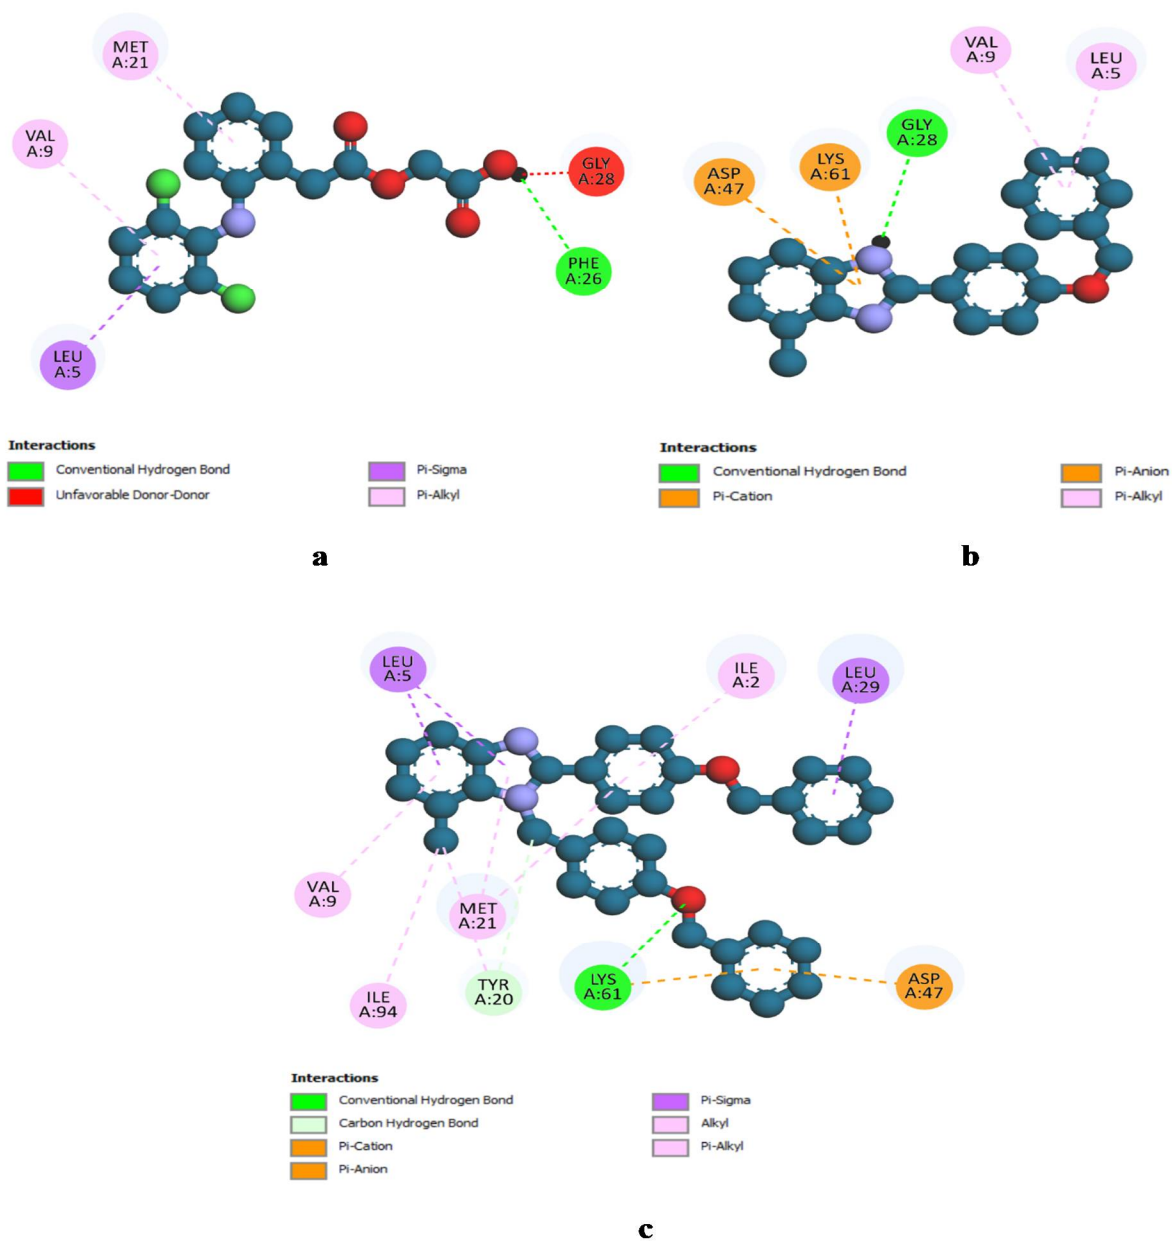 MET
A:21
VAL
A:9
GLY
A:28
PHE
A:26
LEU
A:5
Interactions
Conventional Hydrogen Bond
Unfavorable Donor-Donor
Pi-Sigma
Pi-Alkyl
a
VAL
A:9
LEU
A:5
GLY
A:28
LYS
A:61
ASP
A:47
Interactions
Conventional Hydrogen Bond
Pi-Cation
Pi-Anion
Pi-Alkyl
b
LEU
A:5
ILE
A:2
LEU
A:29
VAL
A:9
MET
A:21
ILE
A:94
TYR
A:20
LYS
A:61
ASP
A:47
Interactions
Conventional Hydrogen Bond
Carbon Hydrogen Bond
Pi-Cation
Pi-Anion
Pi-Sigma
Alkyl
Pi-Alkyl
c